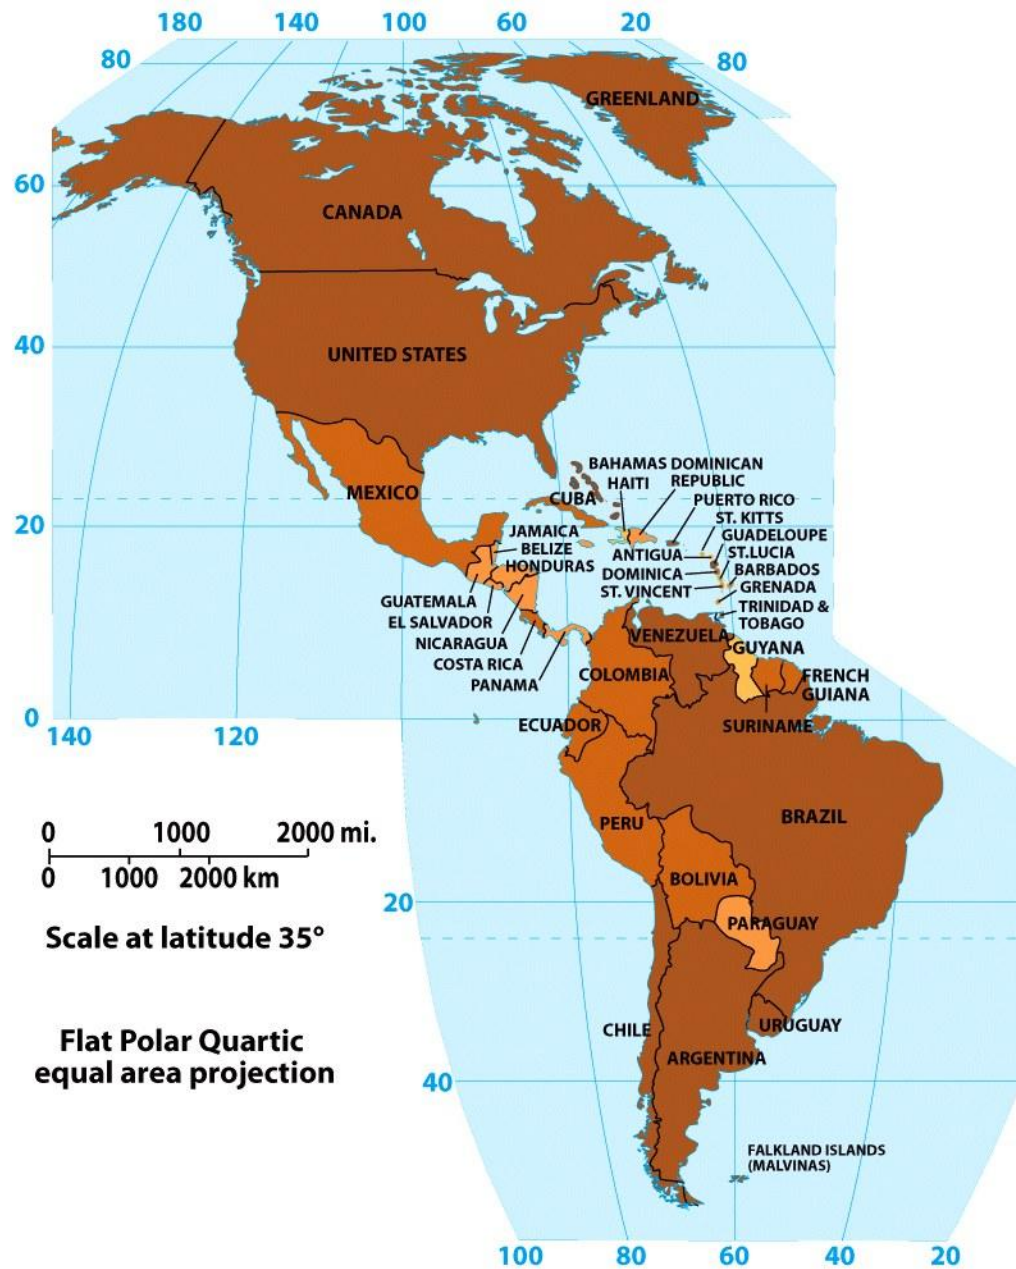 180 140 100 60 20
80 80
GREENLAND
60
CANADA
40
UNITED STATES
BAHAMAS DOMINICAN
HAITI REPUBLIC
MEXICO
CUBA
PUERTO RICO
ST. KITTS
20
JAMAICA
GUADELOUPE
BELIZE
ANTIGUA
ST.LUCIA
HONDURAS
DOMINICA
BARBADOS
ST. VINCENT
GRENADA
GUATEMALA
TRINIDAD &
TOBAGO
EL SALVADOR
NICARAGUA
VENEZUELA
GUYANA
COSTA RICA
COLOMBIA
FRENCH
GUIANA
PANAMA
0
ECUADOR
SURINAME
140 120
PERU
BRAZIL
0 1000 2000 mi.
0 1000 2000 km
BOLIVIA
20
PARAGUAY
Scale at latitude 35°
CHILE
URUGUAY
Flat Polar Quartic
equal area projection
ARGENTINA
40
FALKLAND ISLANDS
(MALVINAS)
100 80 60 40 20